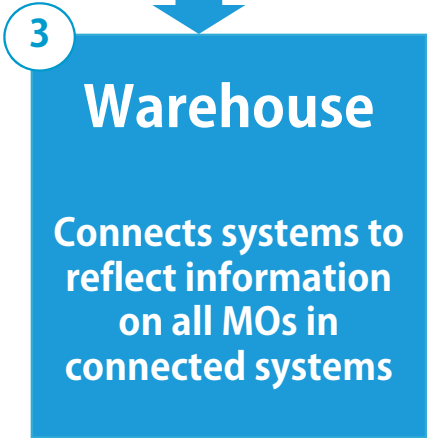 3
Warehouse
Connects systems to
reflect information
on all MOs in
connected systems